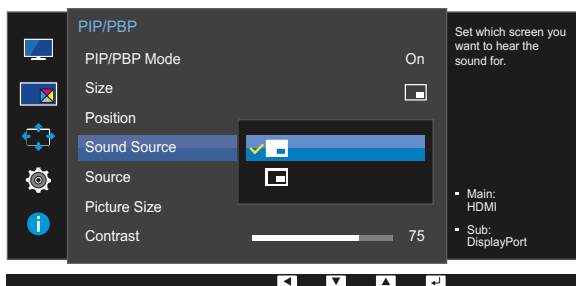 PIP/PBP
PIP/PBP Mode On
Size
Position
Sound Source
Source
Picture Size
Contrast 75
Set which screen you
want to hear the
sound for.
Main:
HDMI
Sub:
DisplayPort